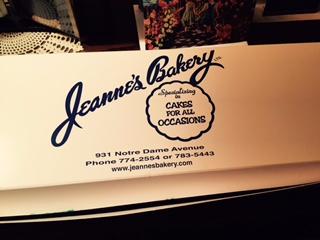 Jeanne's Bakery
Specializing
in
CAKES
FOR ALL
OCCASIONS
931 Notre Dame Avenue
Phone 774-2554 or 783-5443
www.jeannesbakery.com